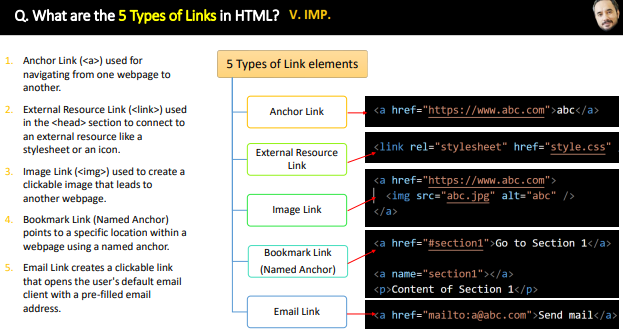 Q. What are the 5 Types of Links in HTML? V. IMP.
1. Anchor Link (<a>) used for
navigating from one webpage to
another.
2. External Resource Link (<link>) used
in the <head> section to connect to
an external resource like a
stylesheet or an icon.
3. Image Link (<img>) used to create a
clickable image that leads to
another webpage.
4. Bookmark Link (Named Anchor)
points to a specific location within a
webpage using a named anchor.
5. Email Link creates a clickable link
that opens the user's default email
client with a pre-filled email
address.
5 Types of Link elements
Anchor Link
<a href="https://www.abc.com">abc</a>
External Resource
Link
<link rel="stylesheet" href="style.css"
Image Link
<a href="https://www.abc.com">
<img src="abc.jpg" alt="abc" />
</a>
Bookmark Link
(Named Anchor)
<a href="#section1">Go to Section 1</a>
<a name="section1"></a>
<p>Content of Section 1</p>
Email Link
<a href="mailto:a@abc.com">Send mail</a>